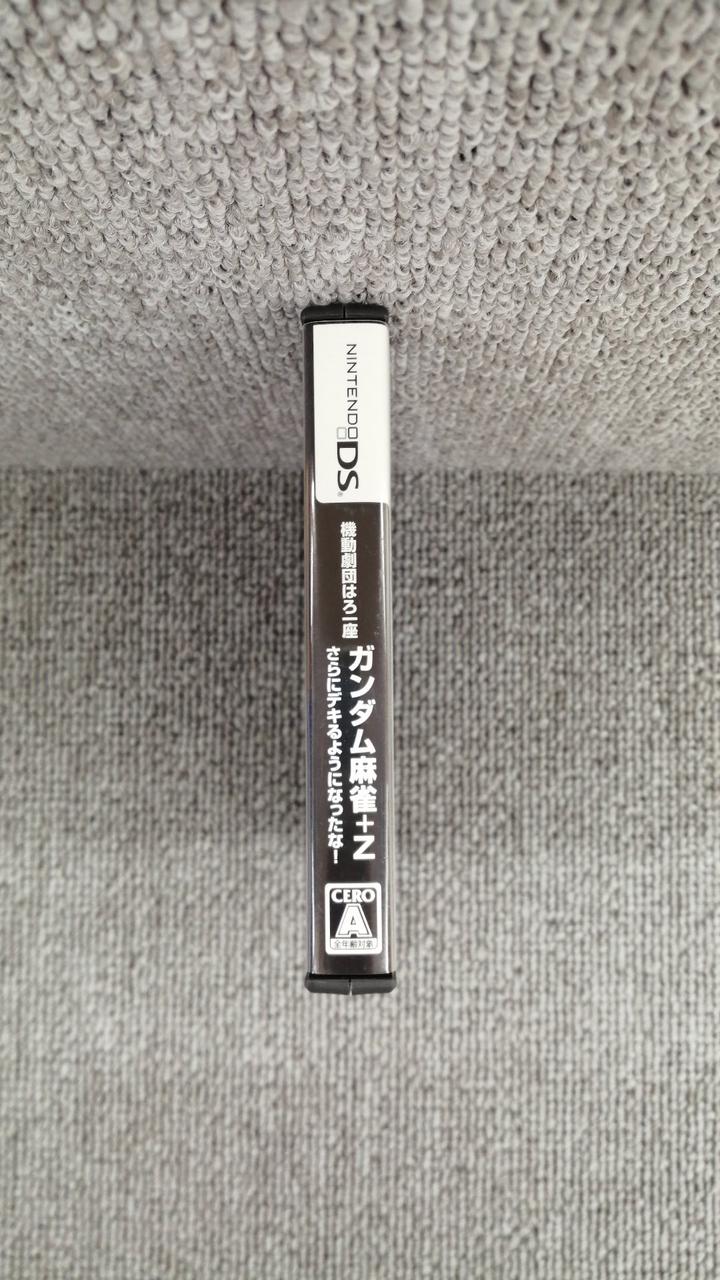 NINTENDO DS®
機動劇団はろ一座
ガンダム麻雀+Z
さらにデキるようになったな!
CERO
A
全年齢対象